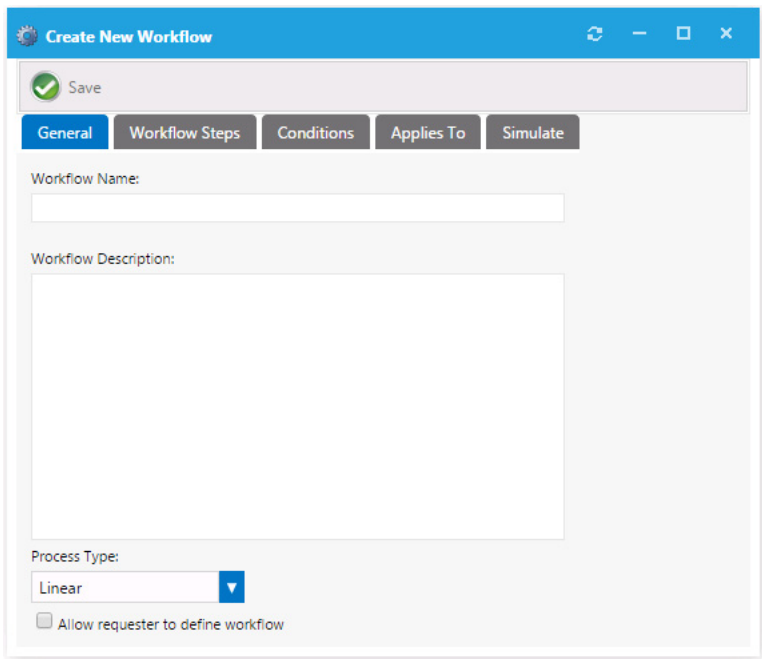 Create New Workflow
Save
General Workflow Steps Conditions Applies To Simulate
Workflow Name:
Workflow Description:
Process Type:
Linear
Allow requester to define workflow